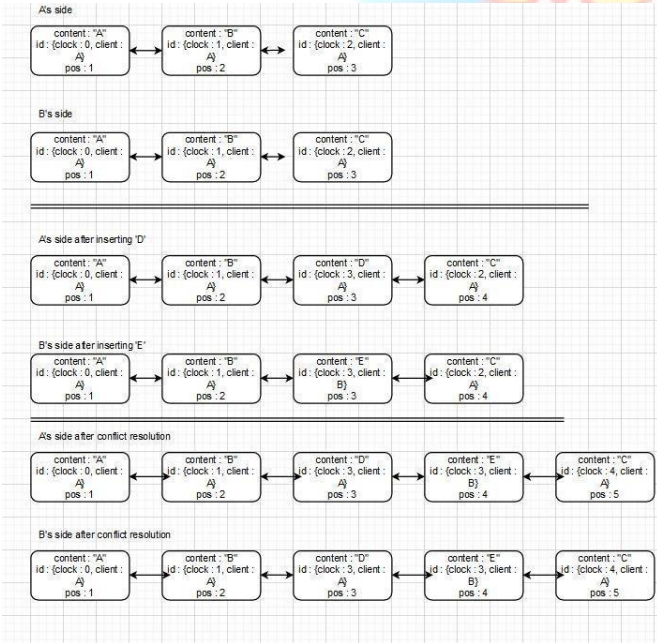 A's side
content : "A"
id : {clock : 0, client :
A}
pos : 1
content : "B"
id : {clock : 1, client :
A}
pos : 2
content : "C"
id : {clock : 2, client :
A}
pos : 3
B's side
content : "A"
id : {clock : 0, client :
A}
pos : 1
content : "B"
id : {clock : 1, client :
A}
pos : 2
content : "C"
id : {clock : 2, client :
A}
pos : 3
A's side after inserting 'D'
content : "A"
id : {clock : 0, client :
A}
pos : 1
content : "B"
id : {clock : 1, client :
A}
pos : 2
content : "D"
id : {clock : 3, client :
A}
pos : 3
content : "C"
id : {clock : 2, client :
A}
pos : 4
B's side after inserting 'E'
content : "A"
id : {clock : 0, client :
A}
pos : 1
content : "B"
id : {clock : 1, client :
A}
pos : 2
content : "E"
id : {clock : 3, client :
B}
pos : 3
content : "C"
id : {clock : 2, client :
A}
pos : 4
A's side after conflict resolution
content : "A"
id : {clock : 0, client :
A}
pos : 1
content : "B"
id : {clock : 1, client :
A}
pos : 2
content : "D"
id : {clock : 3, client :
A}
pos : 3
content : "E"
id : {clock : 3, client :
B}
pos : 4
content : "C"
id : {clock : 4, client :
A}
pos : 5
B's side after conflict resolution
content : "A"
id : {clock : 0, client :
A}
pos : 1
content : "B"
id : {clock : 1, client :
A}
pos : 2
content : "D"
id : {clock : 3, client :
A}
pos : 3
content : "E"
id : {clock : 3, client :
B}
pos : 4
content : "C"
id : {clock : 4, client :
A}
pos : 5